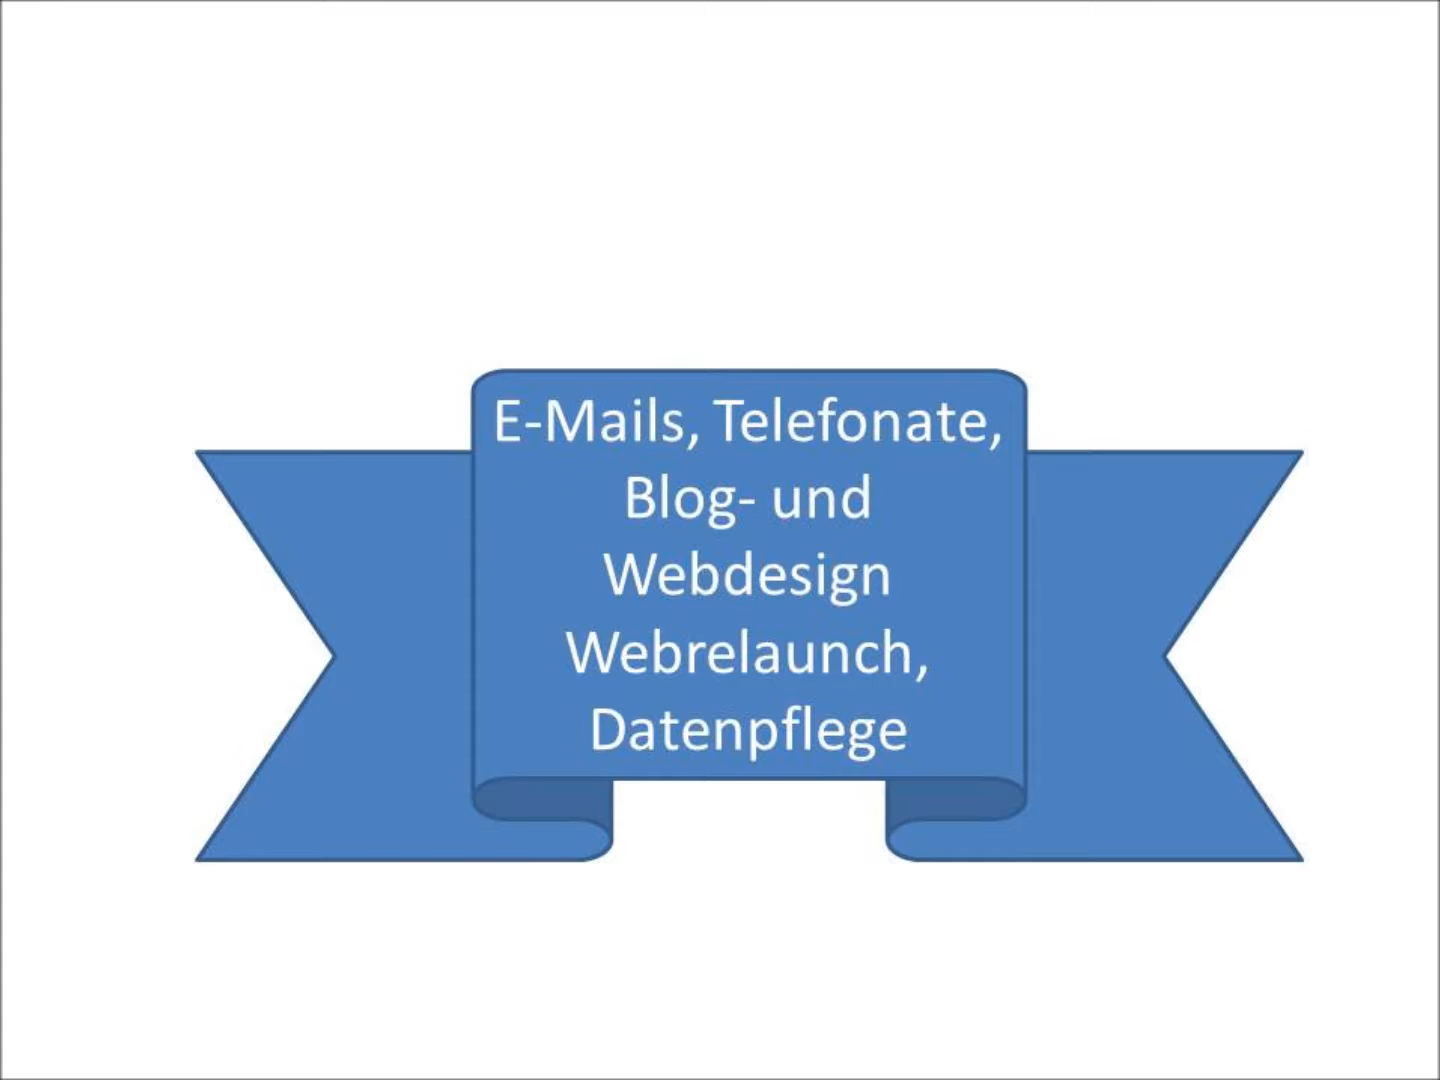 E-Mails, Telefonate,
Blog- und
Webdesign
Webrelaunch,
Datenpflege